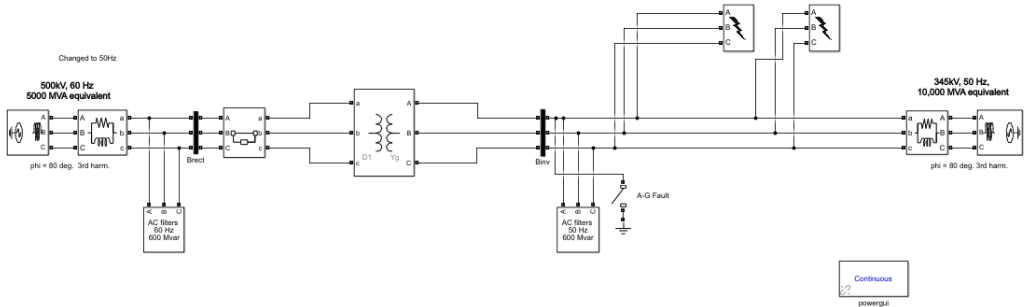 A
B
C
A
B
C
Changed to 50Hz
500kV, 60 Hz
5000 MVA equivalent
345kV, 50 Hz,
10,000 MVA equivalent
A
B
C
A
B
C
a
b
c
A
B
C
a
b
c
a
b
c
A
B
C
D1
Yg
a
b
c
A
B
C
A
B
C
Brect
Binv
phi = 80 deg. 3rd harm.
phi = 80 deg. 3rd harm.
A-G Fault
A
B
C
AC filters
60 Hz
600 Mvar
A
B
C
AC filters
50 Hz
600 Mvar
Continuous
powergui